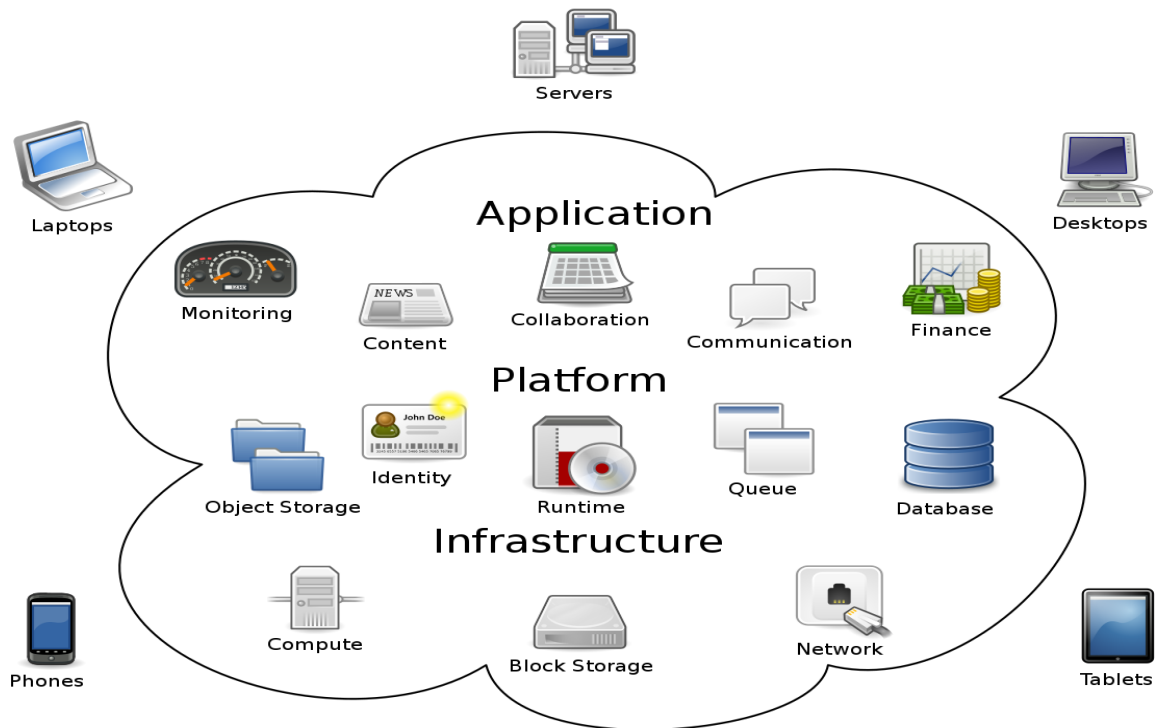 Servers
Laptops
Desktops
Application
Monitoring
Content
Collaboration
Communication
Finance
NEWS
Platform
John Doe
Object Storage
Identity
Runtime
Queue
Database
Infrastructure
Compute
Block Storage
Network
Phones
Tablets